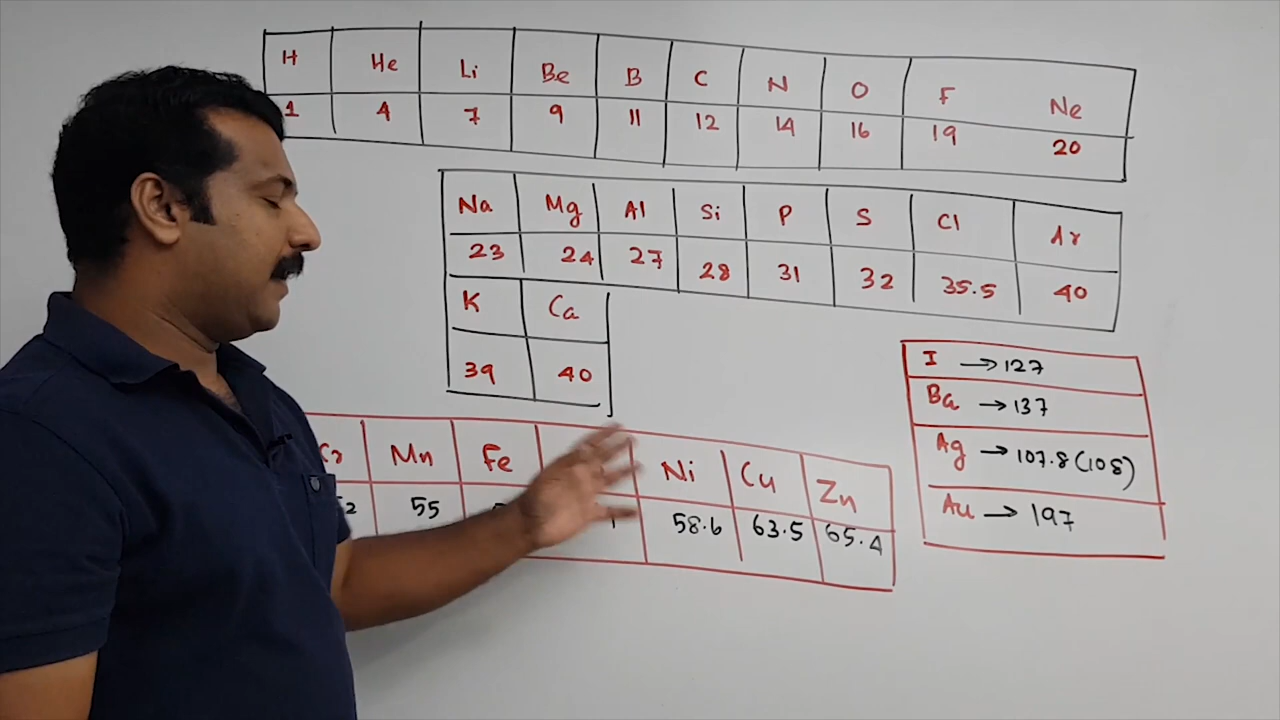 H He Li Be B C N O F Ne
1 4 7 9 11 12 14 16 19 20
Na Mg Al Si P S Cl Ar
23 24 27 28 31 32 35.5 40
K Ca
39 40
I → 127
Ba → 137
Ag → 107.8 (108)
Au → 197
Mn Fe Ni Cu Zn
55 58.6 63.5 65.4